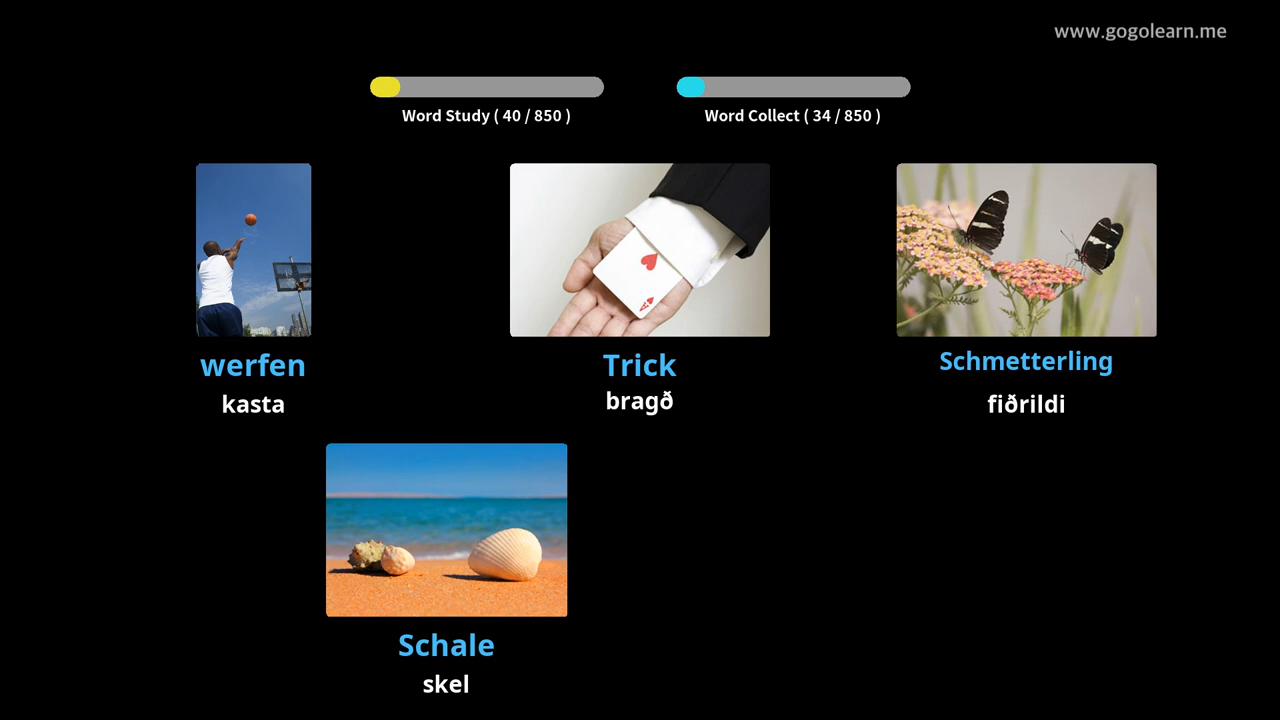 www.gogolearn.me
Word Study ( 40 / 850 )
Word Collect ( 34 / 850 )
werfen
kasta
Trick
bragð
Schmetterling
fiðrildi
Schale
skel